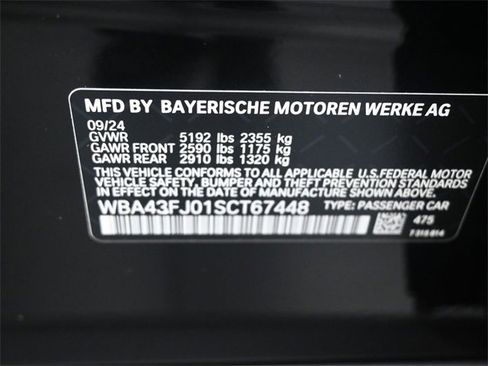 MFD BY BAYERISCHE MOTOREN WERKE AG
09/24
GVWR 5192 lbs 2355 kg
GAWR FRONT 2590 lbs 1175 kg
GAWR REAR 2910 lbs 1320 kg
THIS VEHICLE CONFORMS TO ALL APPLICABLE U.S.FEDERAL MOTOR
VEHICLE SAFETY, BUMPER, AND THEFT PREVENTION STANDARDS
IN EFFECT ON THE DATE OF MANUFACTURE SHOWN ABOVE.
WBA43FJ01SCT67448 TYPE: PASSENGER CAR
475